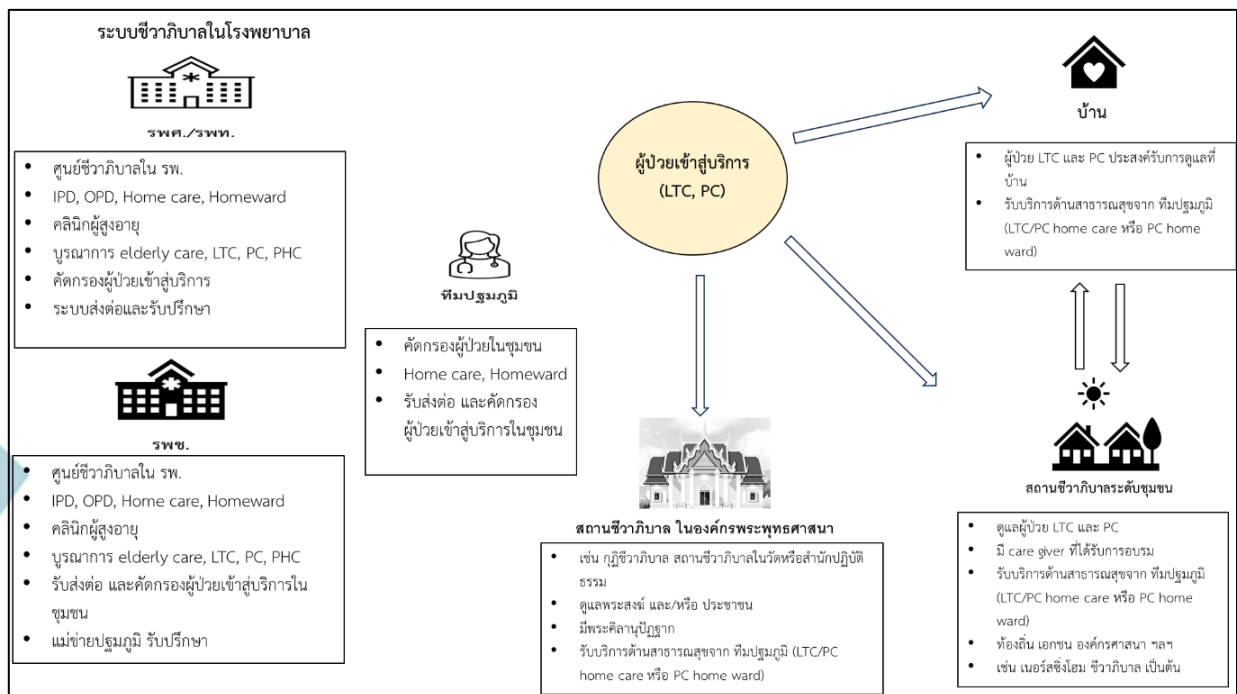 ระบบชีวาภิบาลในโรงพยาบาล
รพศ./รพท.
• ศูนย์ชีวาภิบาลใน รพ.
• IPD, OPD, Home care, Homeward
• คลินิกผู้สูงอายุ
• บูรณาการ elderly care, LTC, PC, PHC
• คัดกรองผู้ป่วยเข้าสู่บริการ
• ระบบส่งต่อและรับปรึกษา
รพช.
• ศูนย์ชีวาภิบาลใน รพ.
• IPD, OPD, Home care, Homeward
• คลินิกผู้สูงอายุ
• บูรณาการ elderly care, LTC, PC, PHC
• รับส่งต่อ และคัดกรองผู้ป่วยเข้าสู่บริการใน
ชุมชน
• แม่ข่ายปฐมภูมิ รับปรึกษา
ทีมปฐมภูมิ
• คัดกรองผู้ป่วยในชุมชน
• Home care, Homeward
• รับส่งต่อ และคัดกรอง
ผู้ป่วยเข้าสู่บริการในชุมชน
ผู้ป่วยเข้าสู่บริการ
(LTC, PC)
สถานชีวาภิบาล ในองค์กรพระพุทธศาสนา
• เช่น กุฏิชีวาภิบาล สถานชีวาภิบาลในวัดหรือสำนักปฏิบัติ
ธรรม
• ดูแลพระสงฆ์ และ/หรือ ประชาชน
• มีพระคิลานุปัฏฐาก
• รับบริการด้านสาธารณสุขจาก ทีมปฐมภูมิ (LTC/PC
home care หรือ PC home ward)
บ้าน
• ผู้ป่วย LTC และ PC ประสงค์รับการดูแลที่
บ้าน
• รับบริการด้านสาธารณสุขจาก ทีมปฐมภูมิ
(LTC/PC home care หรือ PC home
ward)
สถานชีวาภิบาลระดับชุมชน
• ดูแลผู้ป่วย LTC และ PC
• มี care giver ที่ได้รับการอบรม
• รับบริการด้านสาธารณสุขจาก ทีมปฐมภูมิ
(LTC/PC home care หรือ PC home
ward)
• ท้องถิ่น เอกชน องค์กรศาสนา ฯลฯ
• เช่น เนอร์สซิ่งโฮม ชีวาภิบาล เป็นต้น